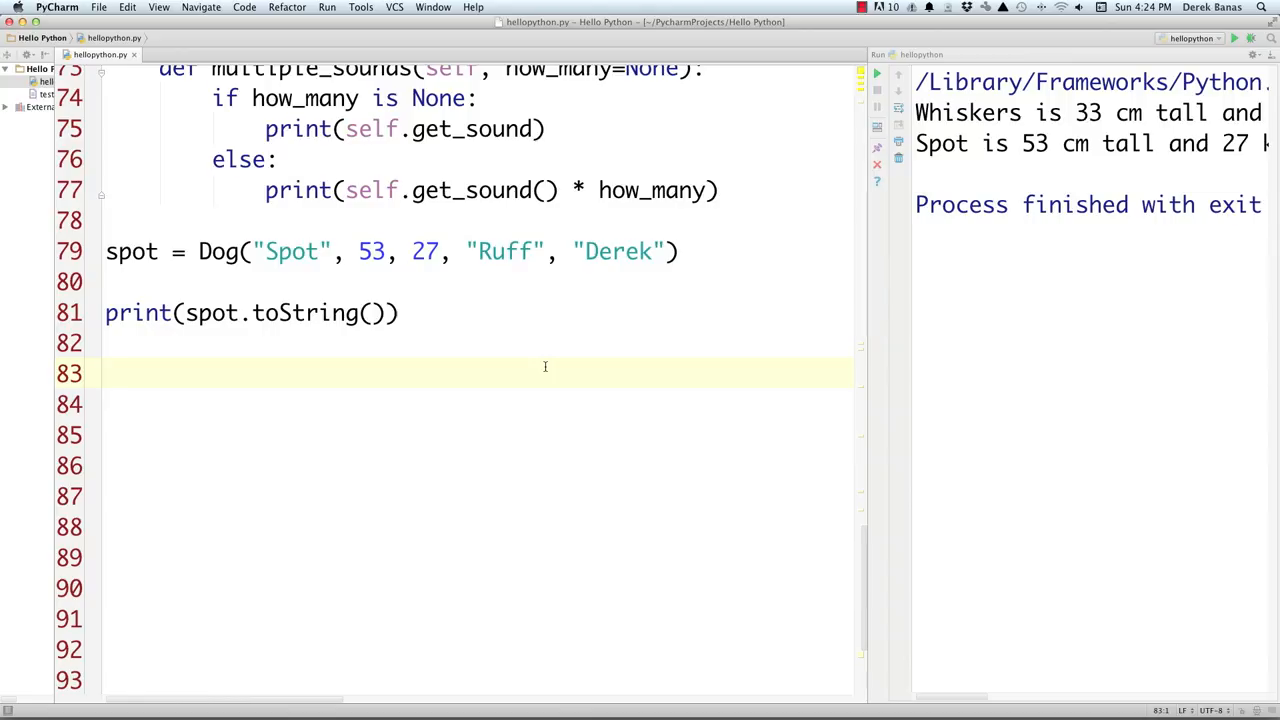 PyCharm File Edit View Navigate Code Refactor Run Tools VCS Window Help 10 Sun 4:24 PM Derek Banas
hellopython.py – Hello Python – [~/PycharmProjects/Hello Python]
Hello Python hellopython.py hellopython
hellopython.py Run hellopython
Hello P
hell
test
Externa
73 def multiple_sounds(self, how_many=None):
74 if how_many is None:
75 print(self.get_sound)
76 else:
77 print(self.get_sound() * how_many)
78
79 spot = Dog("Spot", 53, 27, "Ruff", "Derek")
80
81 print(spot.toString())
82
83
84
85
86
87
88
89
90
91
92
93
/Library/Frameworks/Python.
Whiskers is 33 cm tall and
Spot is 53 cm tall and 27 k
Process finished with exit
83:1 LF UTF-8